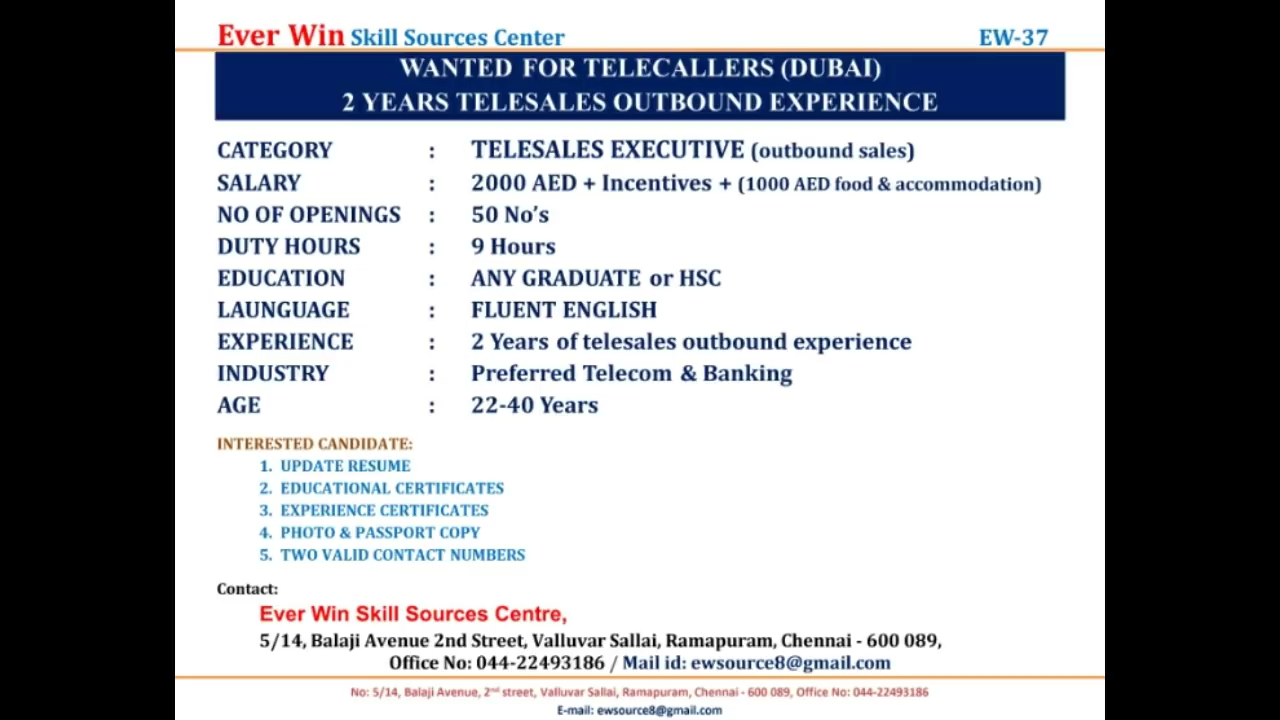 Ever Win Skill Sources Center EW-37
WANTED FOR TELECALLERS (DUBAI)
2 YEARS TELESALES OUTBOUND EXPERIENCE
CATEGORY : TELESALES EXECUTIVE (outbound sales)
SALARY : 2000 AED + Incentives + (1000 AED food & accommodation)
NO OF OPENINGS : 50 No's
DUTY HOURS : 9 Hours
EDUCATION : ANY GRADUATE or HSC
LAUNGUAGE : FLUENT ENGLISH
EXPERIENCE : 2 Years of telesales outbound experience
INDUSTRY : Preferred Telecom & Banking
AGE : 22-40 Years
INTERESTED CANDIDATE:
1. UPDATE RESUME
2. EDUCATIONAL CERTIFICATES
3. EXPERIENCE CERTIFICATES
4. PHOTO & PASSPORT COPY
5. TWO VALID CONTACT NUMBERS
Contact:
Ever Win Skill Sources Centre,
5/14, Balaji Avenue 2nd Street, Valluvar Sallai, Ramapuram, Chennai - 600 089,
Office No: 044-22493186 / Mail id: ewsource8@gmail.com
No: 5/14, Balaji Avenue, 2nd street, Valluvar Sallai, Ramapuram, Chennai - 600 089, Office No: 044-22493186
E-mail: ewsource8@gmail.com